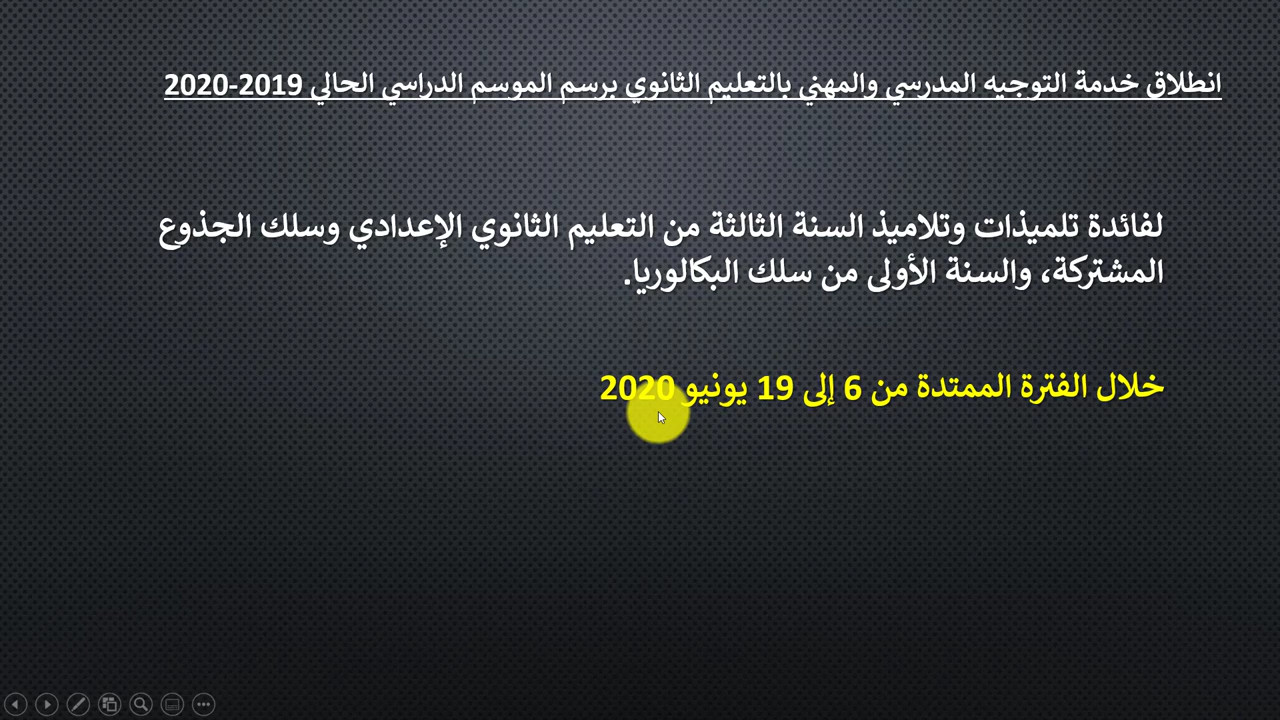 انطلاق خدمة التوجيه المدرسي والمهني بالتعليم الثانوي برسم الموسم الدراسي الحالي 2019-2020
لفائدة تلميذات وتلاميذ السنة الثالثة من التعليم الثانوي الإعدادي وسلك الجذوع
المشتركة، والسنة الأولى من سلك البكالوريا.
خلال الفترة الممتدة من 6 إلى 19 يونيو 2020